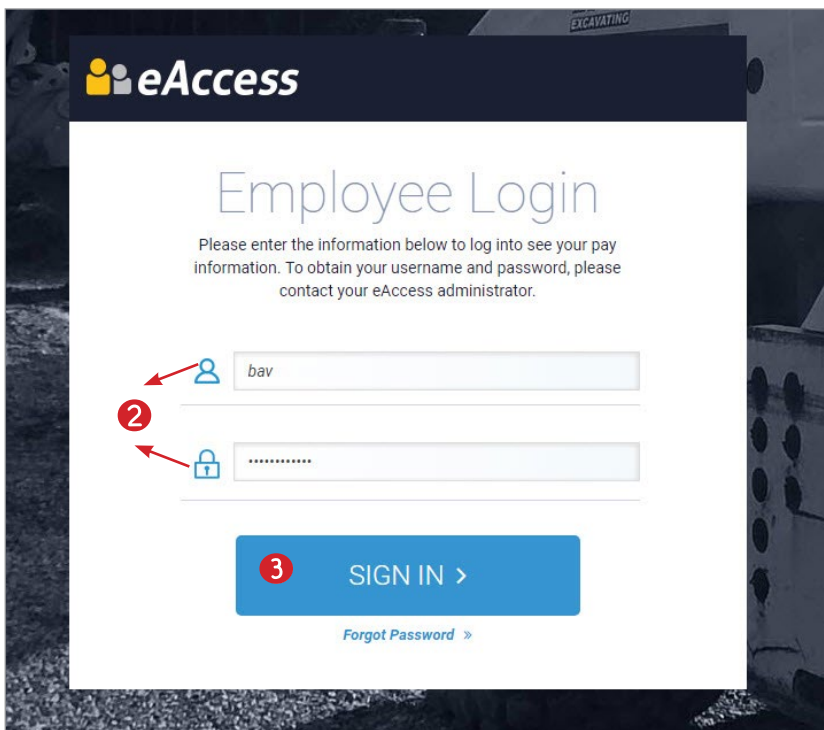 EXCAVATING
eAccess
Employee Login
Please enter the information below to log into see your pay
information. To obtain your username and password, please
contact your eAccess administrator.
bav
2
............
3 SIGN IN >
Forgot Password »